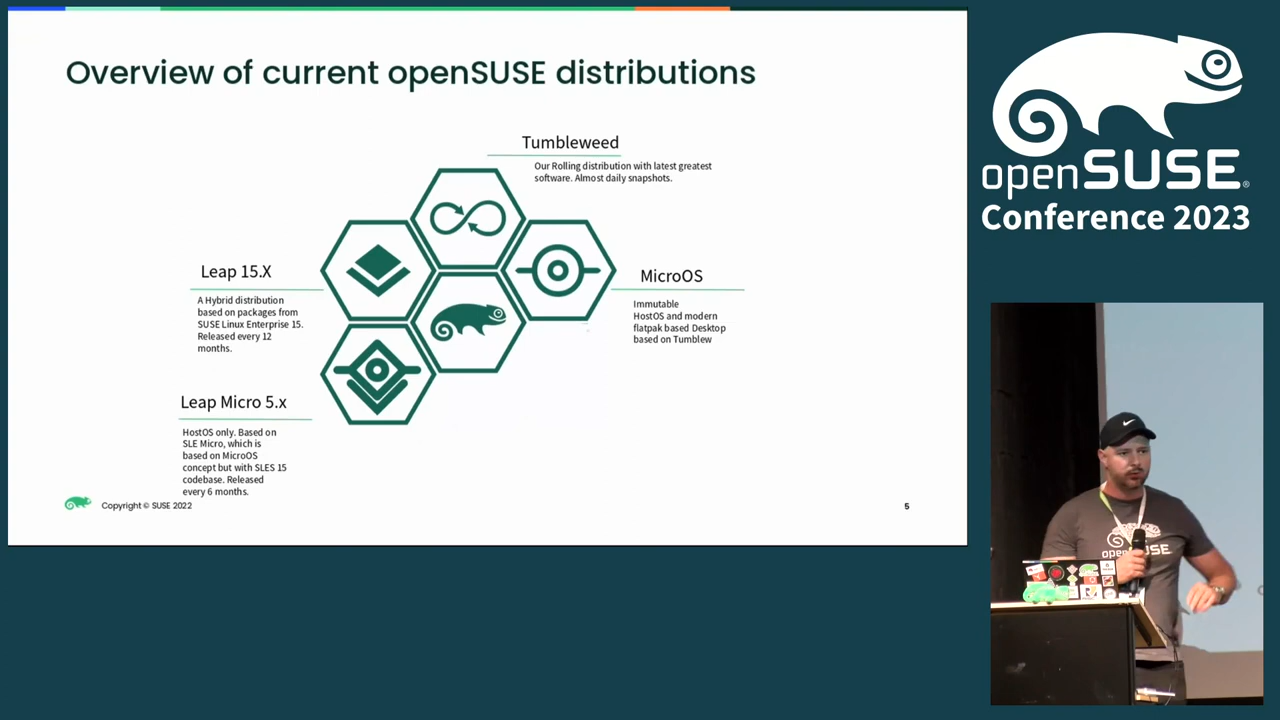 Overview of current openSUSE distributions
Tumbleweed
Our Rolling distribution with latest greatest
software. Almost daily snapshots.
Leap 15.X
A Hybrid distribution
based on packages from
SUSE Linux Enterprise 15.
Released every 12
months.
MicroOS
Immutable
HostOS and modern
flatpak based Desktop
based on Tumblew
Leap Micro 5.x
HostOS only. Based on
SLE Micro, which is
based on MicroOS
concept but with SLES 15
codebase. Released
every 6 months.
Copyright © SUSE 2022
5
openSUSE®
Conference 2023
openSUSE